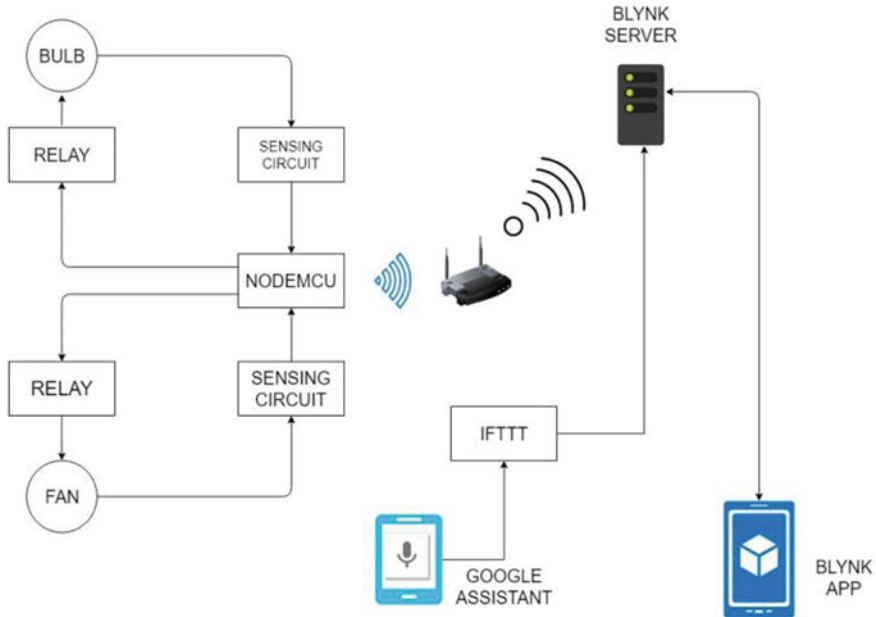 BLYNK
SERVER
BULB
RELAY
SENSING
CIRCUIT
NODEMCU
RELAY
SENSING
CIRCUIT
IFTTT
FAN
GOOGLE
ASSISTANT
BLYNK
APP